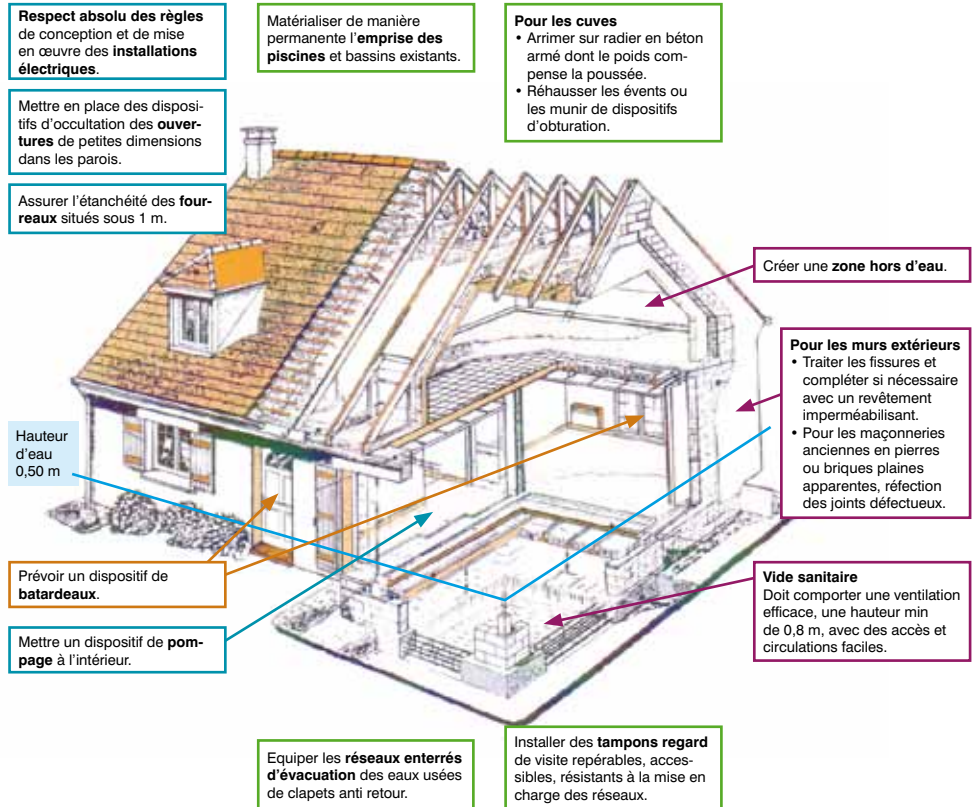 Respect absolu des règles
de conception et de mise
en œuvre des installations
électriques.
Matérialiser de manière
permanente l'emprise des
piscines et bassins existants.
Pour les cuves
• Arrimer sur radier en béton
armé dont le poids com-
pense la poussée.
• Réhausser les évents ou
les munir de dispositifs
d'obturation.
Mettre en place des disposi-
tifs d'occultation des ouver-
tures de petites dimensions
dans les parois.
Assurer l'étanchéité des four-
reaux situés sous 1 m.
Créer une zone hors d'eau.
Pour les murs extérieurs
• Traiter les fissures et
compléter si nécessaire
avec un revêtement
imperméabilisant.
• Pour les maçonneries
anciennes en pierres
ou briques plaines
apparentes, réfection
des joints défectueux.
Hauteur
d'eau
0,50 m
Prévoir un dispositif de
batardeaux.
Mettre un dispositif de pom-
page à l'intérieur.
Vide sanitaire
Doit comporter une ventilation
efficace, une hauteur min
de 0,8 m, avec des accès et
circulations faciles.
Equiper les réseaux enterrés
d'évacuation des eaux usées
de clapets anti retour.
Installer des tampons regard
de visite repérables, acces-
sibles, résistants à la mise en
charge des réseaux.